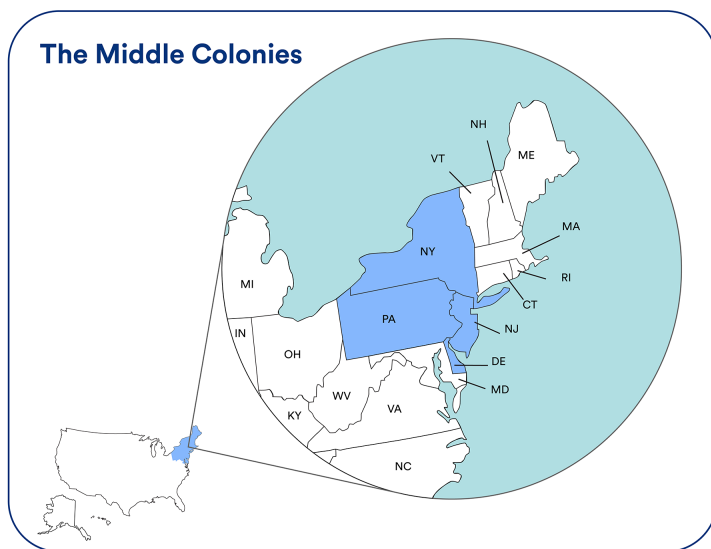 The Middle Colonies
NH
ME
VT
MA
NY
RI
MI
CT
PA
NJ
IN
OH
DE
MD
WV
VA
KY
NC